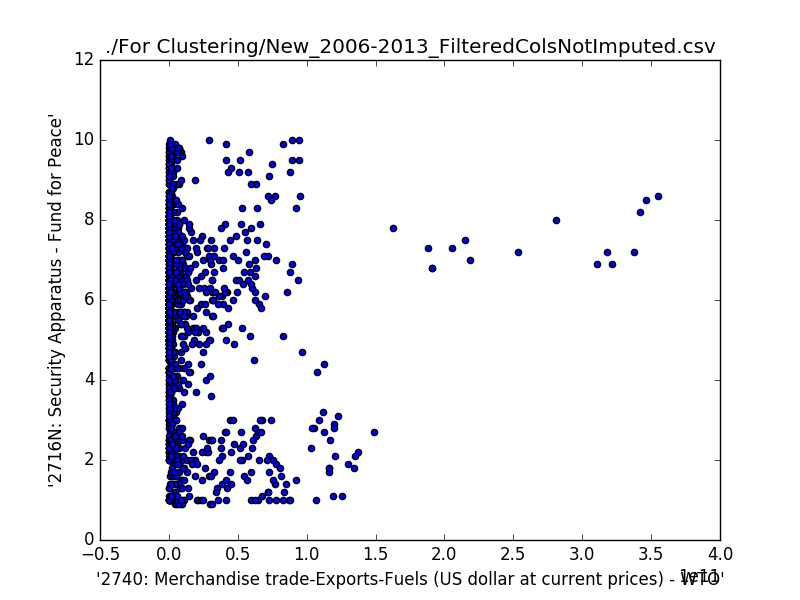 ./For Clustering/New_2006-2013_FilteredColsNotImputed.csv
12
10
8
6
4
2
0
'2716N: Security Apparatus - Fund for Peace'
−0.5 0.0 0.5 1.0 1.5 2.0 2.5 3.0 3.5 4.0
1e11
'2740: Merchandise trade-Exports-Fuels (US dollar at current prices) - WTO'